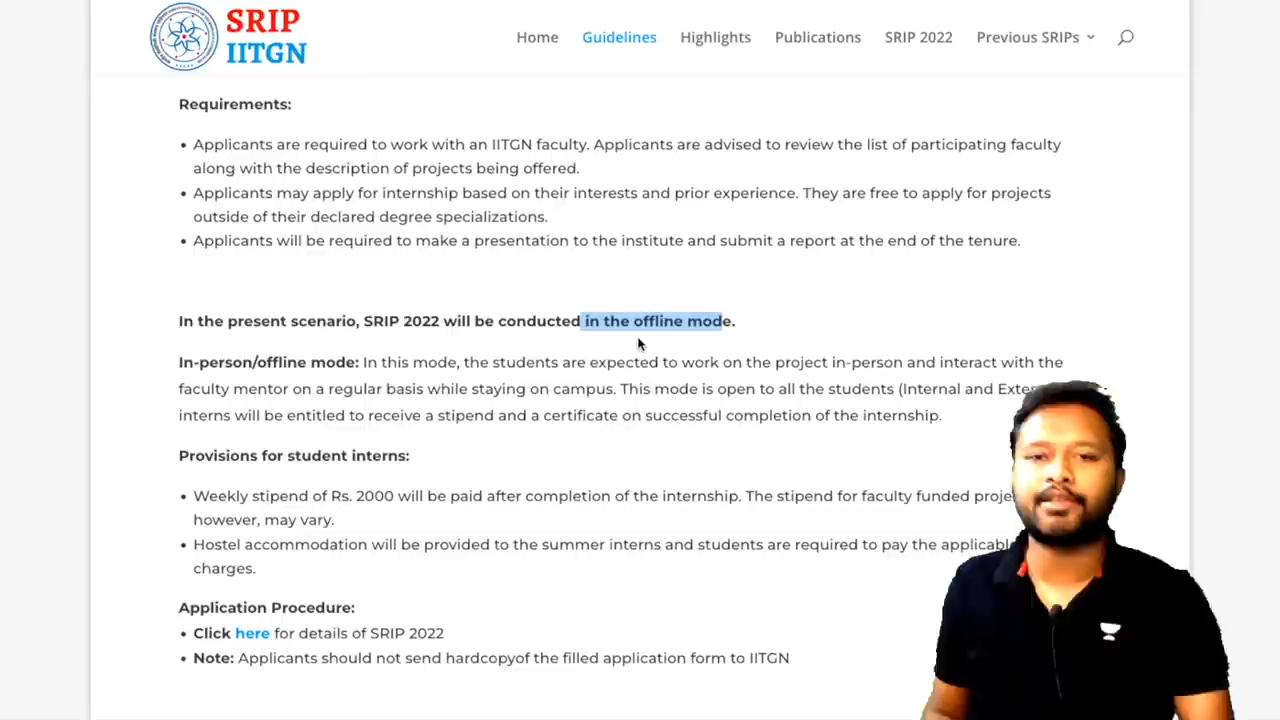 SRIP
IITGN
Home Guidelines Highlights Publications SRIP 2022 Previous SRIPs
Requirements:
• Applicants are required to work with an IITGN faculty. Applicants are advised to review the list of participating faculty
along with the description of projects being offered.
• Applicants may apply for internship based on their interests and prior experience. They are free to apply for projects
outside of their declared degree specializations.
• Applicants will be required to make a presentation to the institute and submit a report at the end of the tenure.
In the present scenario, SRIP 2022 will be conducted in the offline mode.
In-person/offline mode: In this mode, the students are expected to work on the project in-person and interact with the
faculty mentor on a regular basis while staying on campus. This mode is open to all the students (Internal and
interns will be entitled to receive a stipend and a certificate on successful completion of the internship.
Provisions for student interns:
• Weekly stipend of Rs. 2000 will be paid after completion of the internship. The stipend for faculty funded
however, may vary.
• Hostel accommodation will be provided to the summer interns and students are required to pay the applicable
charges.
Application Procedure:
• Click here for details of SRIP 2022
• Note: Applicants should not send hardcopyof the filled application form to IITGN